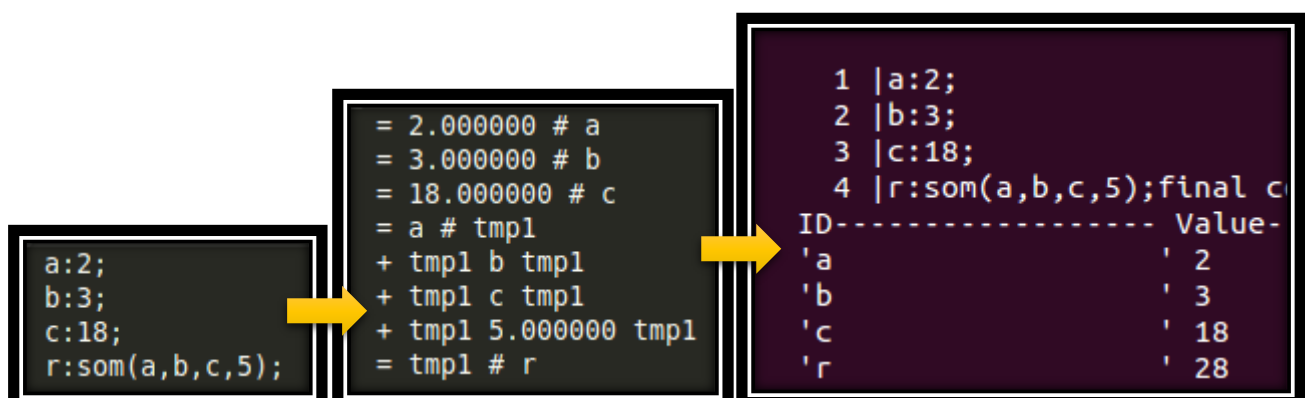 a:2;
b:3;
c:18;
r:som(a,b,c,5);
= 2.000000 # a
= 3.000000 # b
= 18.000000 # c
= a # tmp1
+ tmp1 b tmp1
+ tmp1 c tmp1
+ tmp1 5.000000 tmp1
= tmp1 # r
1 |a:2;
2 |b:3;
3 |c:18;
4 |r:som(a,b,c,5);final
ID------------------ Value-
'a ' 2
'b ' 3
'c ' 18
'r ' 28